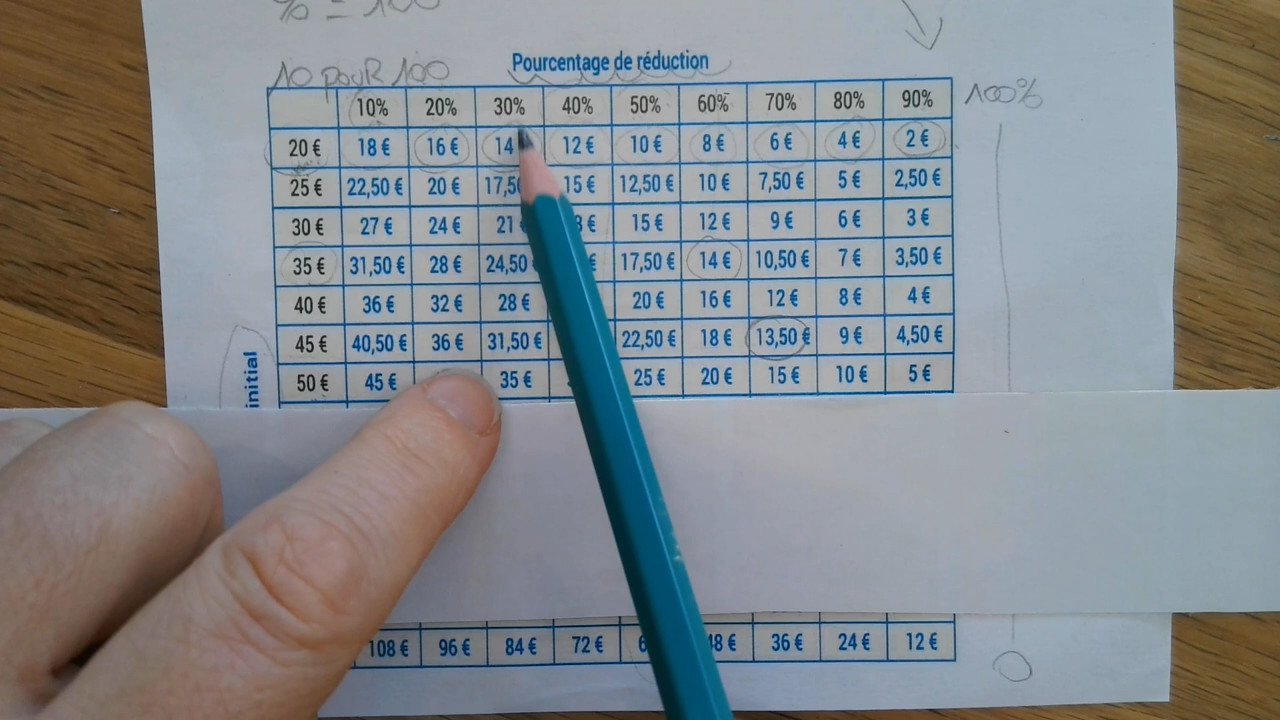 % = 100
10 pouR 100
Pourcentage de réduction
10% 20% 30% 40% 50% 60% 70% 80% 90% 100%
20 € 18 € 16 € 14 12 € 10 € 8 € 6 € 4 € 2 €
25 € 22,50 € 20 € 17,50 15 € 12,50 € 10 € 7,50 € 5 € 2,50 €
30 € 27 € 24 € 21 € 15 € 12 € 9 € 6 € 3 €
35 € 31,50 € 28 € 24,50 € 17,50 € 14 € 10,50 € 7 € 3,50 €
40 € 36 € 32 € 28 € 20 € 16 € 12 € 8 € 4 €
45 € 40,50 € 36 € 31,50 € 22,50 € 18 € 13,50 € 9 € 4,50 €
50 € 45 € 35 € 25 € 20 € 15 € 10 € 5 €
initial
108 € 96 € 84 € 72 € 48 € 36 € 24 € 12 €